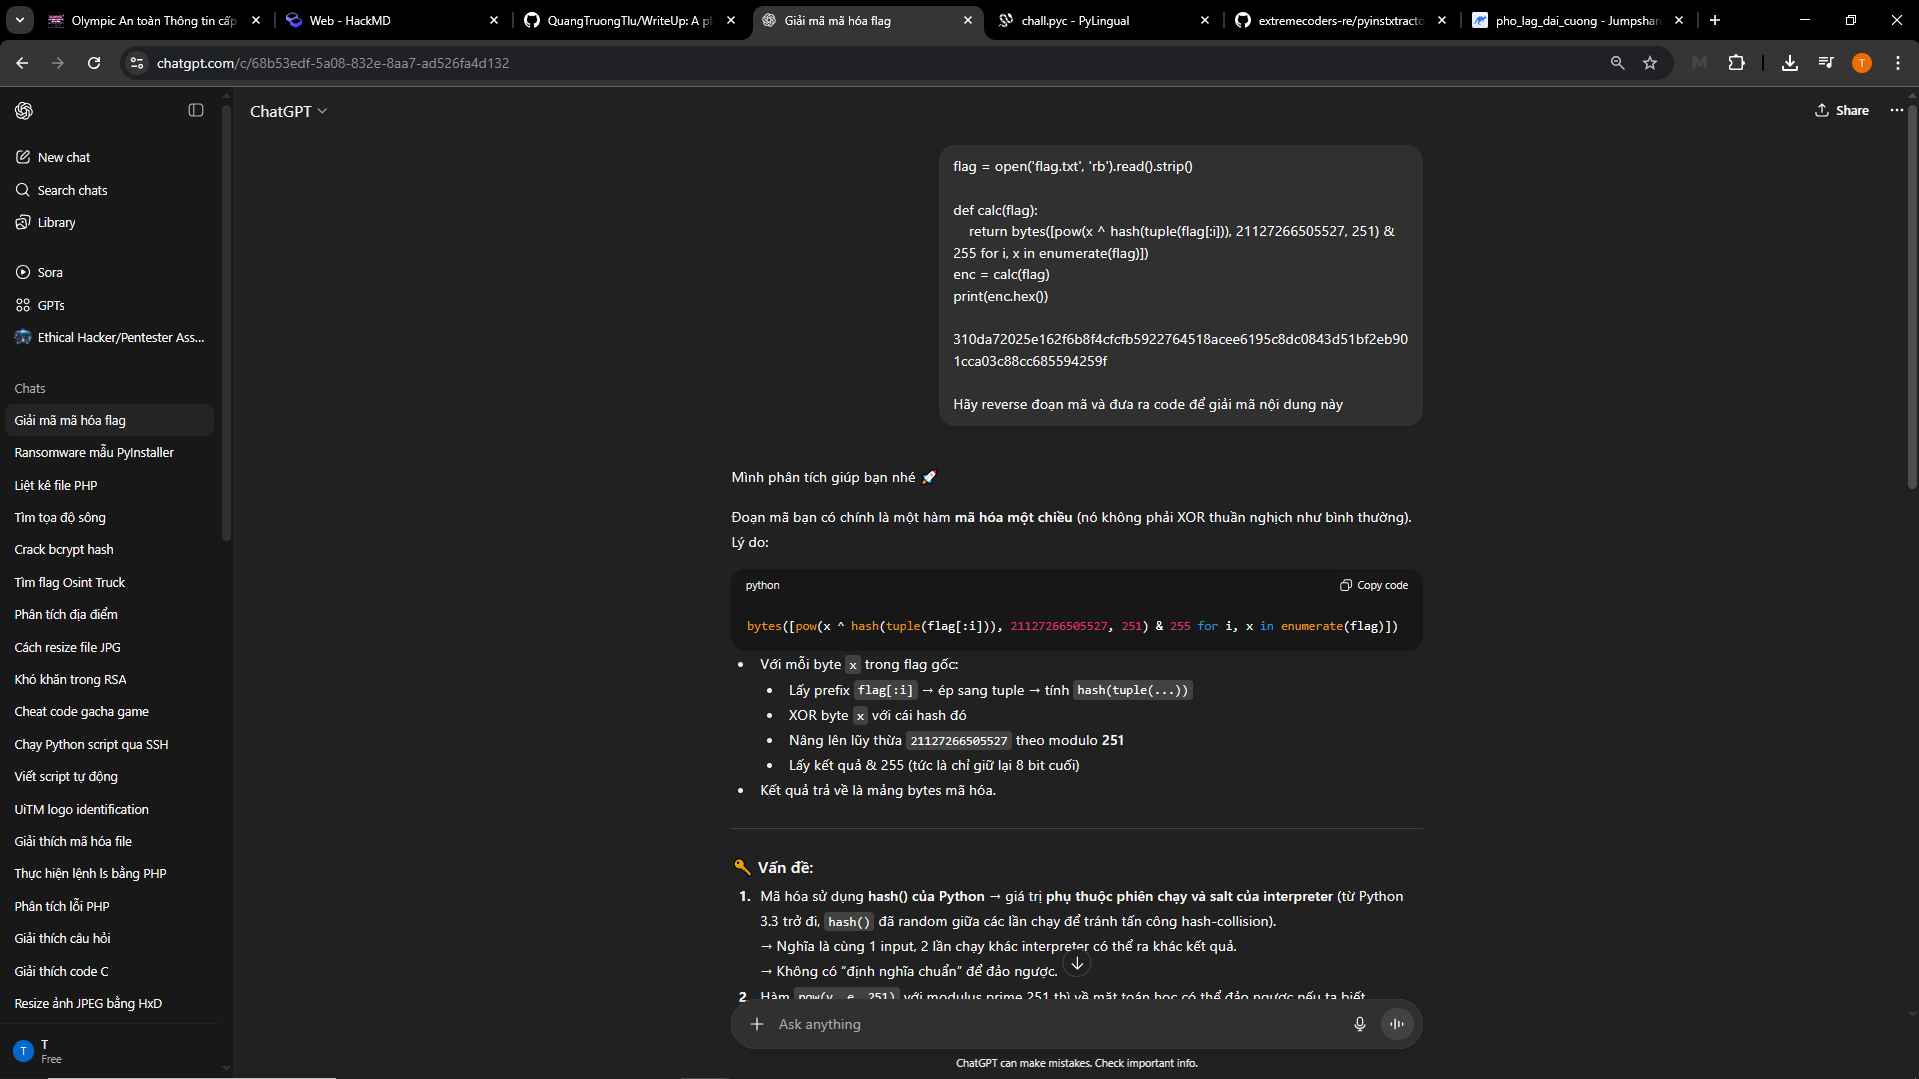 Olympic An toàn Thông tin cấp
Web - HackMD
QuangTruongTlu/WriteUp: A pl
Giải mã mã hóa flag
chall.pyc - PyLingual
extremecoders-re/pyinstxtracto
pho_lag_dai_cuong - Jumpshar
chatgpt.com/c/68b53edf-5a08-832e-8aa7-ad526fa4d132
T
ChatGPT
Share
New chat
Search chats
Library
Sora
GPTs
Ethical Hacker/Pentester Ass...
Chats
Giải mã mã hóa flag
Ransomware mẫu PyInstaller
Liệt kê file PHP
Tìm tọa độ sông
Crack bcrypt hash
Tìm flag Osint Truck
Phân tích địa điểm
Cách resize file JPG
Khó khăn trong RSA
Cheat code gacha game
Chạy Python script qua SSH
Viết script tự động
UiTM logo identification
Giải thích mã hóa file
Thực hiện lệnh ls bằng PHP
Phân tích lỗi PHP
Giải thích câu hỏi
Giải thích code C
Resize ảnh JPEG bằng HxD
T
T
Free
flag = open('flag.txt', 'rb').read().strip()
def calc(flag):
return bytes([pow(x ^ hash(tuple(flag[:i])), 21127266505527, 251) &
255 for i, x in enumerate(flag)])
enc = calc(flag)
print(enc.hex())
310da72025e162f6b8f4cfcfb5922764518acee6195c8dc0843d51bf2eb90
1cca03c88cc685594259f
Hãy reverse đoạn mã và đưa ra code để giải mã nội dung này
Mình phân tích giúp bạn nhé 🚀
Đoạn mã bạn có chính là một hàm mã hóa một chiều (nó không phải XOR thuần nghịch như bình thường).
Lý do:
python
Copy code
bytes([pow(x ^ hash(tuple(flag[:i])), 21127266505527, 251) & 255 for i, x in enumerate(flag)])
• Với mỗi byte x trong flag gốc:
• Lấy prefix flag[:i] → ép sang tuple → tính hash(tuple(...))
• XOR byte x với cái hash đó
• Nâng lên lũy thừa 21127266505527 theo modulo 251
• Lấy kết quả & 255 (tức là chỉ giữ lại 8 bit cuối)
• Kết quả trả về là mảng bytes mã hóa.
🔑 Vấn đề:
1. Mã hóa sử dụng hash() của Python → giá trị phụ thuộc phiên chạy và salt của interpreter (từ Python
3.3 trở đi, hash() đã random giữa các lần chạy để tránh tấn công hash-collision).
→ Nghĩa là cùng 1 input, 2 lần chạy khác interpreter có thể ra khác kết quả.
→ Không có "định nghĩa chuẩn" để đảo ngược.
2 Hàm pow(y, e, 251) với modulus prime 251 thì về mặt toán học có thể đảo ngược nếu ta biết
Ask anything
ChatGPT can make mistakes. Check important info.